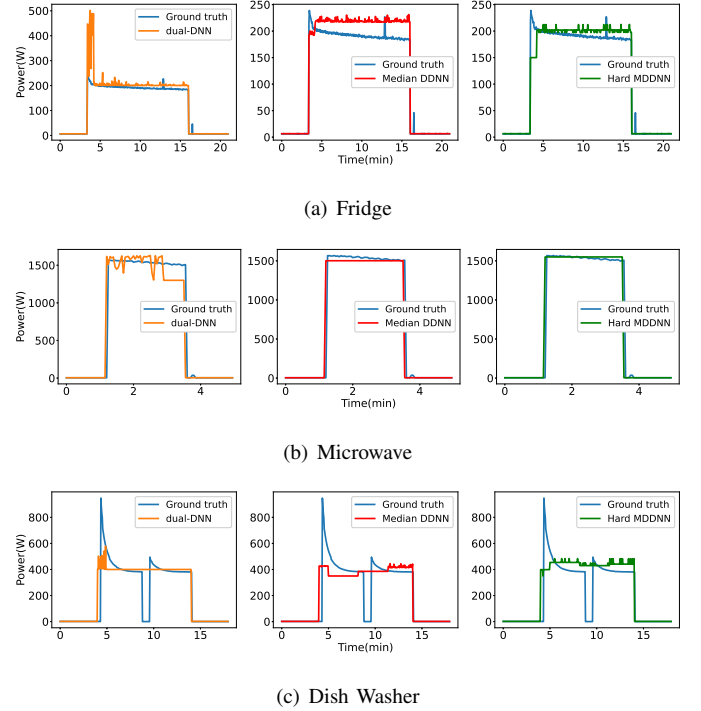 500
400
300
200
100
0
Power(W)
Ground truth
dual-DNN
0 5 10 15 20
250
200
150
100
50
0
Ground truth
Median DDNN
0 5 10 15 20
Time(min)
250
200
150
100
50
0
Ground truth
Hard MDDNN
0 5 10 15 20
(a) Fridge
1500
1000
500
0
Power(W)
Ground truth
dual-DNN
0 2 4
1500
1000
500
0
Ground truth
Median DDNN
0 2 4
Time(min)
1500
1000
500
0
Ground truth
Hard MDDNN
0 2 4
(b) Microwave
800
600
400
200
0
Power(W)
Ground truth
dual-DNN
0 5 10 15
800
600
400
200
0
Ground truth
Median DDNN
0 5 10 15
Time(min)
800
600
400
200
0
Ground truth
Hard MDDNN
0 5 10 15
(c) Dish Washer